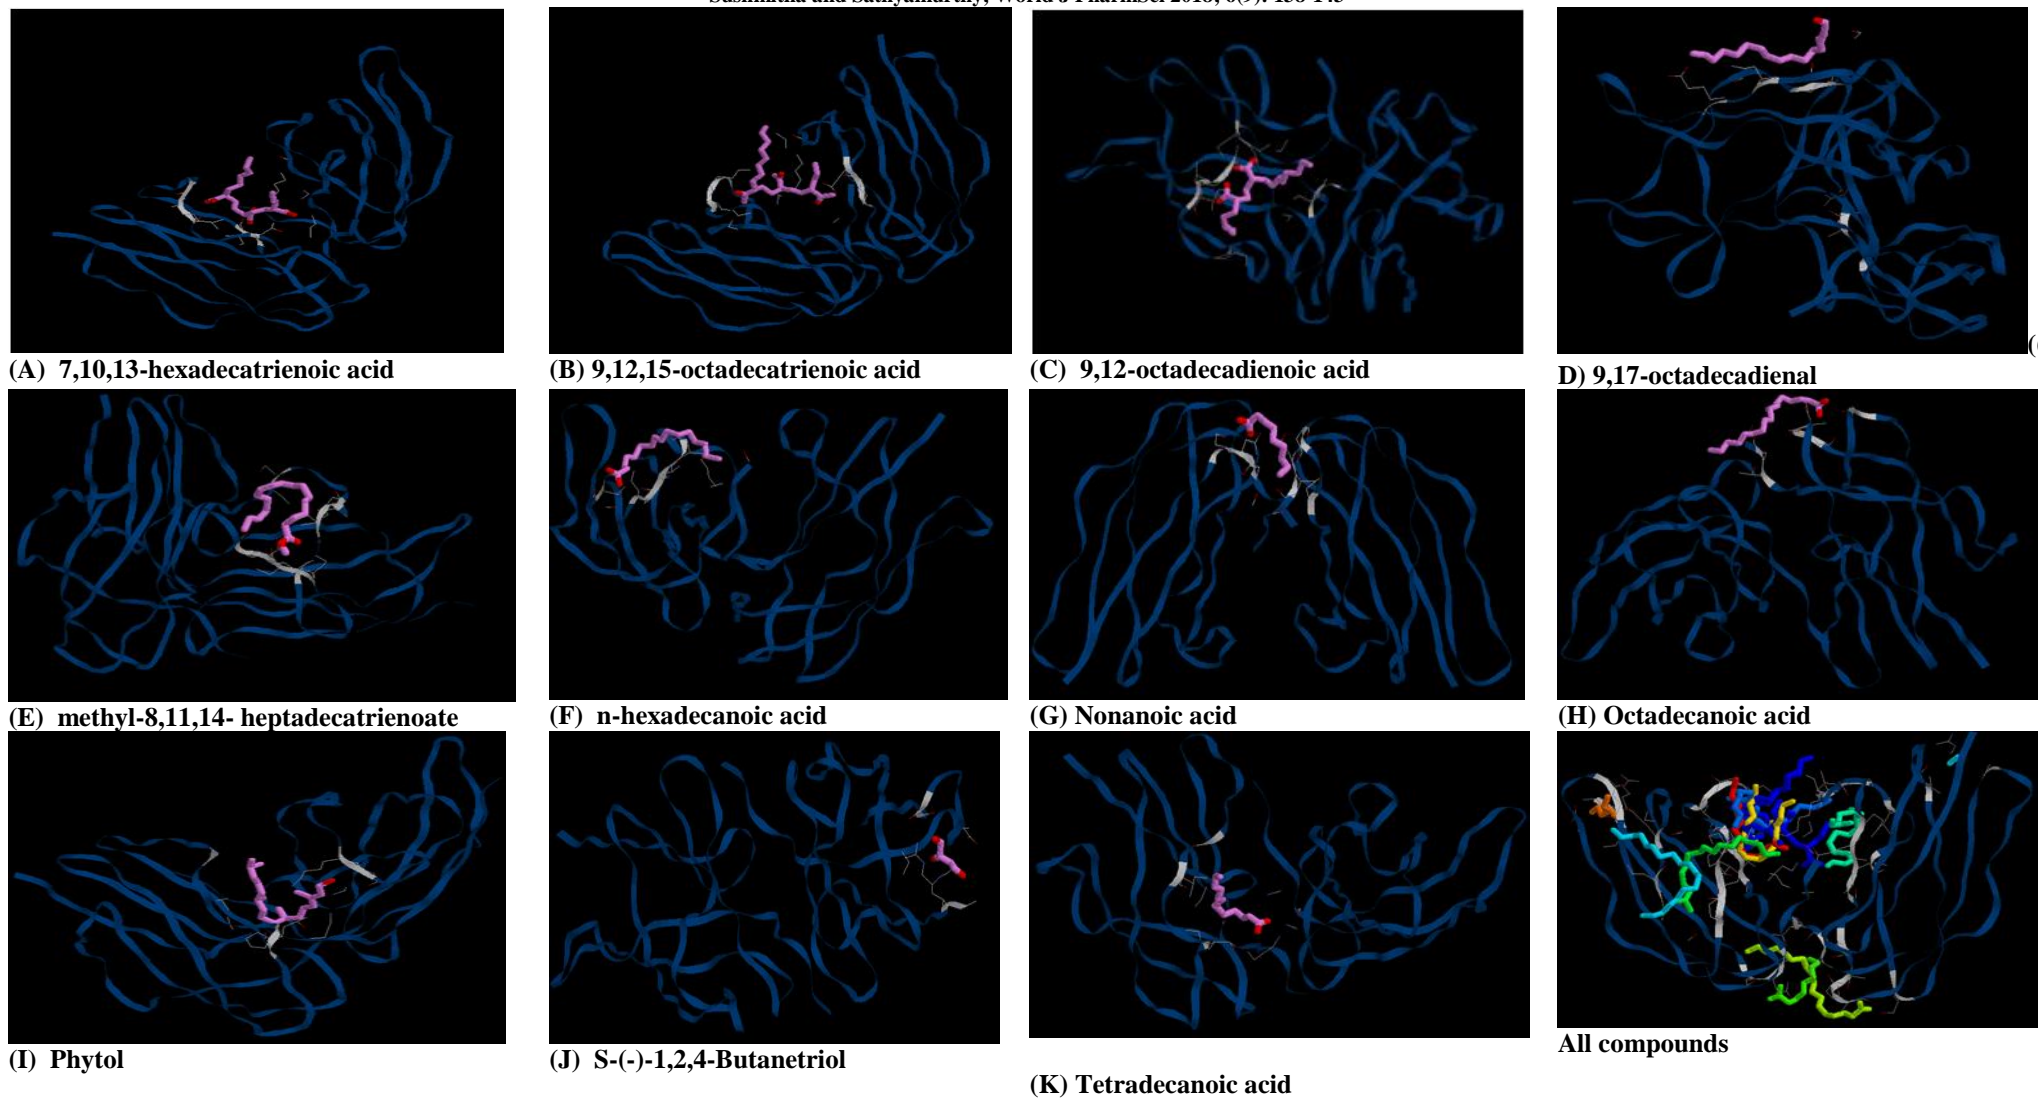 (A) 7,10,13-hexadecatrienoic acid
(B) 9,12,15-octadecatrienoic acid
(C) 9,12-octadecadienoic acid
(
D) 9,17-octadecadienal
(E) methyl-8,11,14- heptadecatrienoate
(F) n-hexadecanoic acid
(G) Nonanoic acid
(H) Octadecanoic acid
(I) Phytol
(J) S-(-)-1,2,4-Butanetriol
(K) Tetradecanoic acid
All compounds